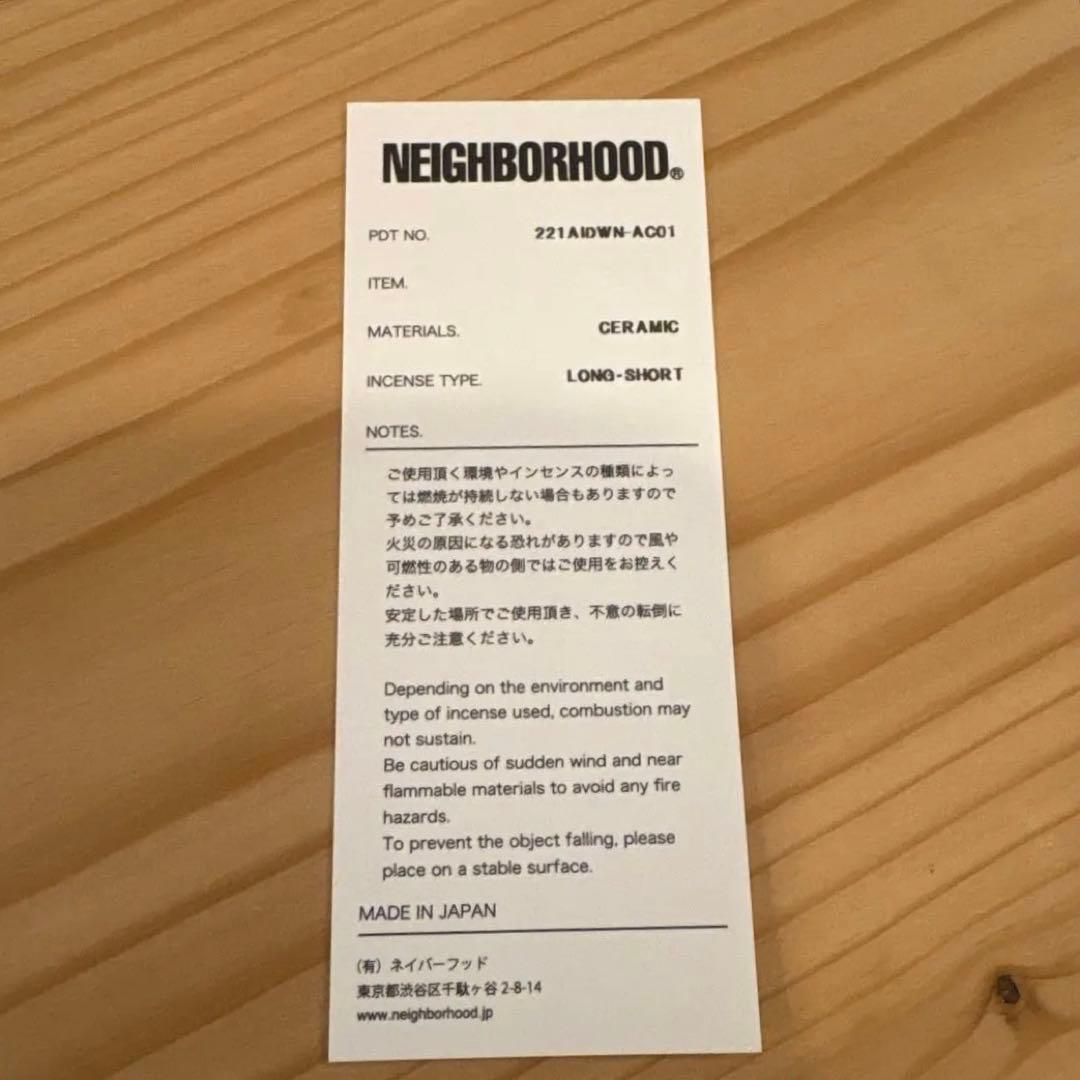 NEIGHBORHOOD®
PDT NO. 221AIDWN-AC01
ITEM.
MATERIALS. CERAMIC
INCENSE TYPE. LONG-SHORT
NOTES.
ご使用頂く環境やインセンスの種類によっ
ては燃焼が持続しない場合もありますので
予めご了承ください。
火災の原因になる恐れがありますので風や
可燃性のある物の側ではご使用をお控えく
ださい。
安定した場所でご使用頂き、不意の転倒に
充分ご注意ください。
Depending on the environment and
type of incense used, combustion may
not sustain.
Be cautious of sudden wind and near
flammable materials to avoid any fire
hazards.
To prevent the object falling, please
place on a stable surface.
MADE IN JAPAN
(有) ネイバーフッド
東京都渋谷区千駄ヶ谷 2-8-14
www.neighborhood.jp